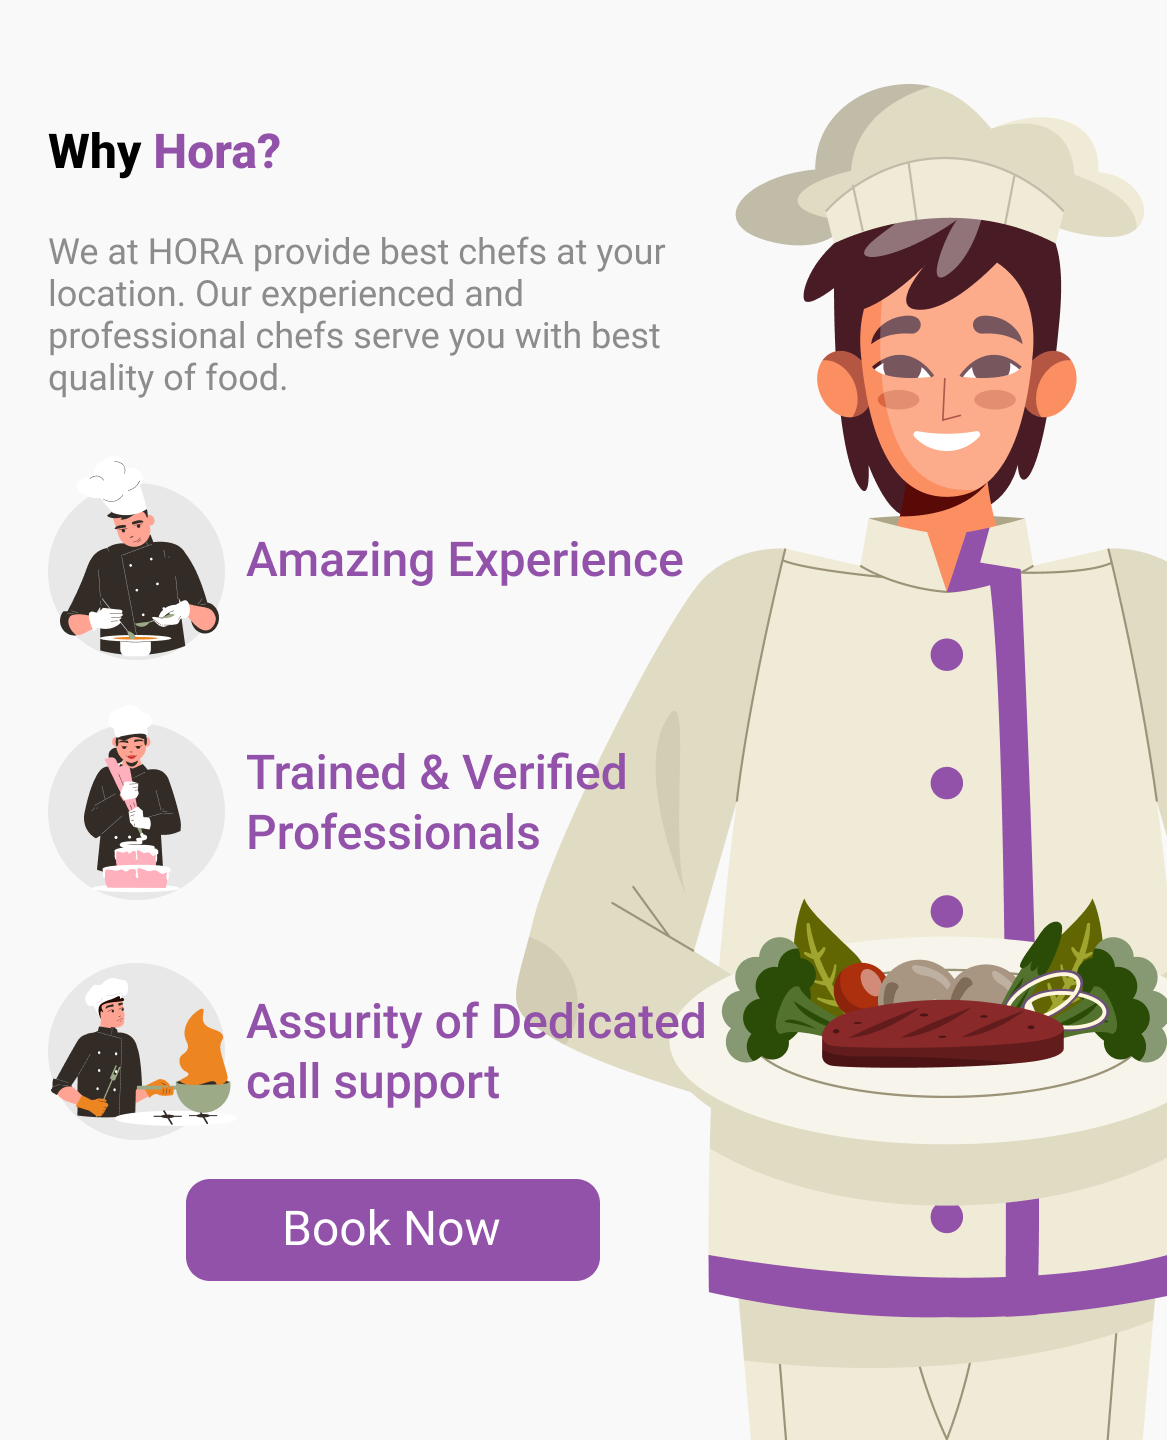 Why Hora?
We at HORA provide best chefs at your
location. Our experienced and
professional chefs serve you with best
quality of food.
Amazing Experience
Trained & Verified
Professionals
Assurity of Dedicated
call support
Book Now